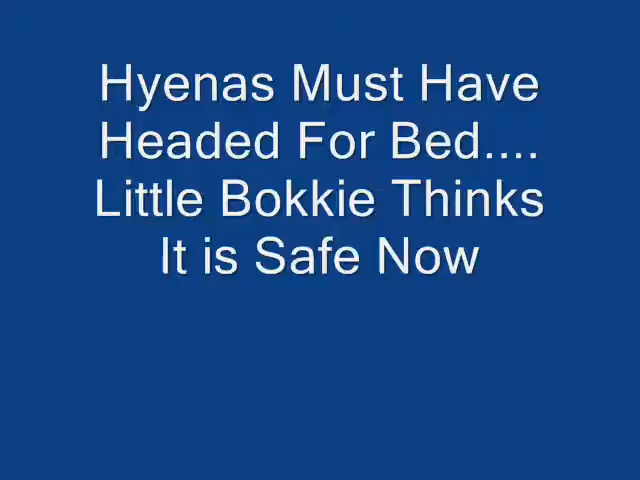 Hyenas Must Have
Headed For Bed....
Little Bokkie Thinks
It is Safe Now